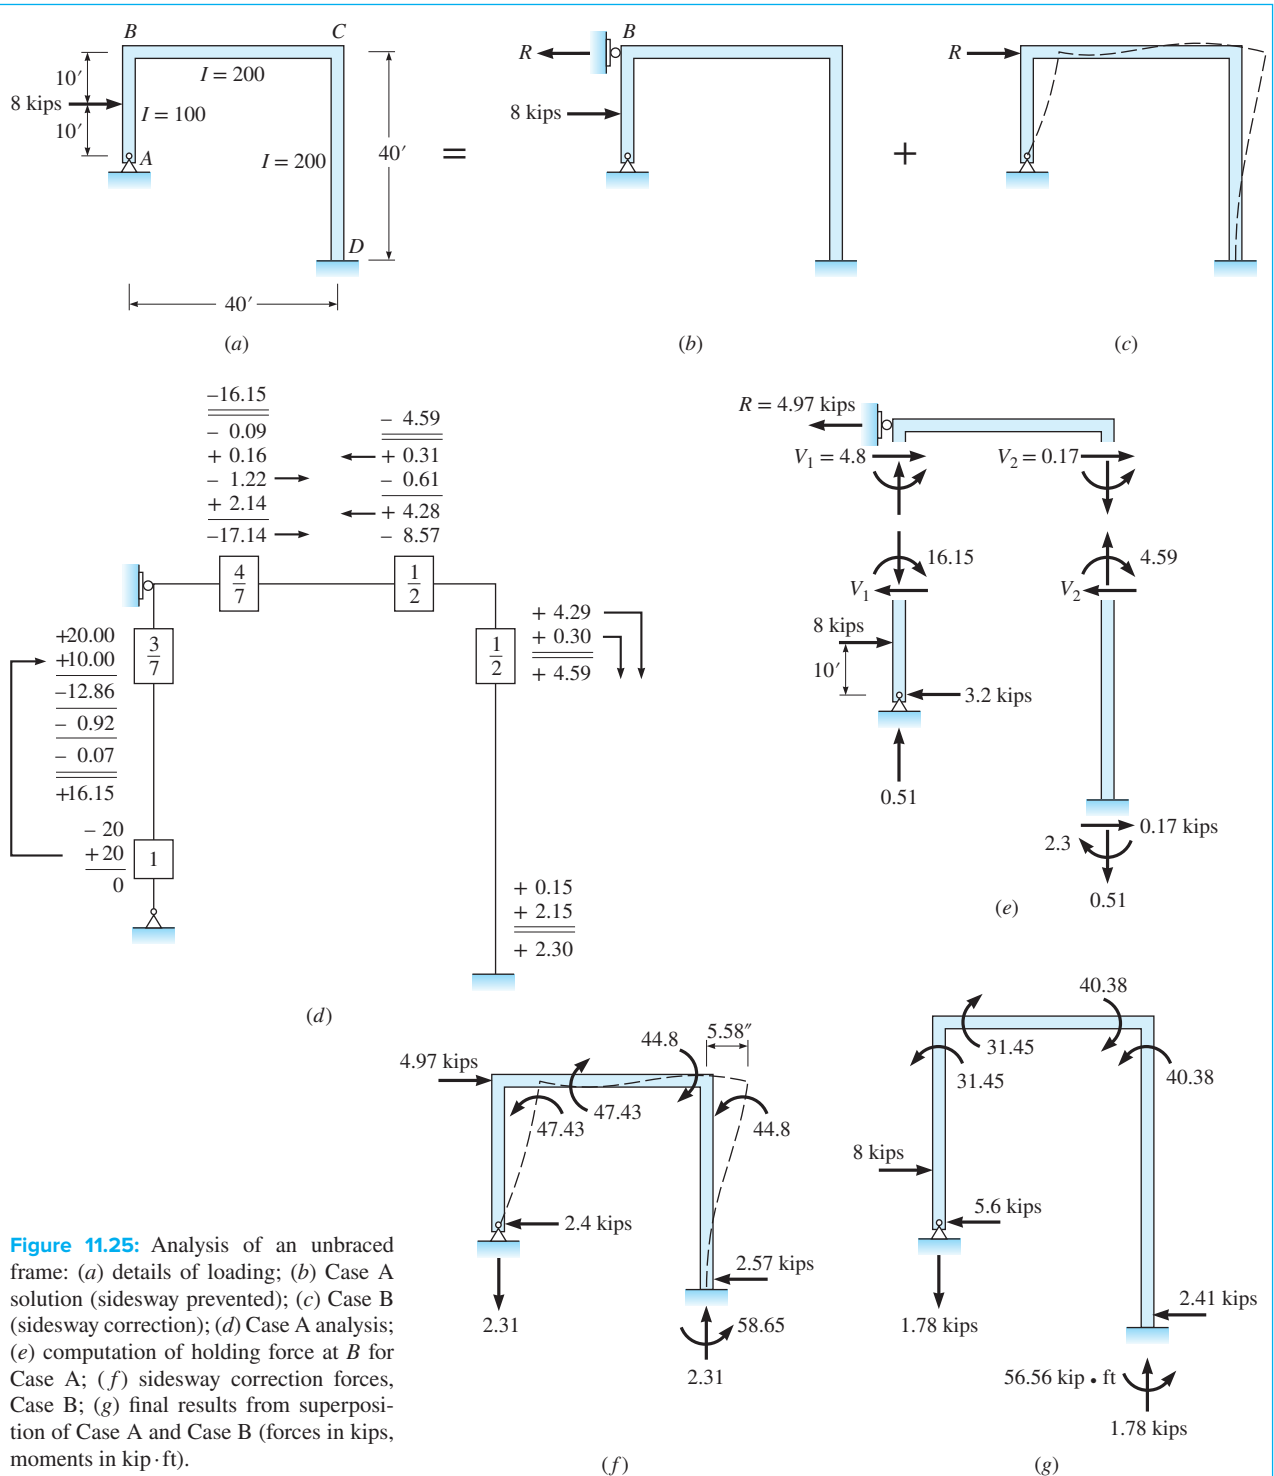 B
C
I = 200
10′
8 kips
I = 100
10′
A
I = 200
40′
D
40′
(a)
=
R
B
8 kips
(b)
+
R
(c)
–16.15
– 0.09
+ 0.16
– 1.22
+ 2.14
–17.14
– 4.59
+ 0.31
– 0.61
+ 4.28
– 8.57
4/7
1/2
+20.00
+10.00
–12.86
– 0.92
– 0.07
+16.15
3/7
1/2
+ 4.29
+ 0.30
+ 4.59
– 20
+ 20
0
1
+ 0.15
+ 2.15
+ 2.30
(d)
R = 4.97 kips
V1 = 4.8
V2 = 0.17
16.15
4.59
V1
V2
8 kips
10′
3.2 kips
0.51
2.3
0.17 kips
0.51
(e)
4.97 kips
44.8
5.58″
47.43
47.43
44.8
2.4 kips
2.31
2.57 kips
58.65
2.31
(f)
40.38
31.45
31.45
40.38
8 kips
5.6 kips
1.78 kips
2.41 kips
56.56 kip • ft
1.78 kips
(g)
Figure 11.25: Analysis of an unbraced
frame: (a) details of loading; (b) Case A
solution (sidesway prevented); (c) Case B
(sidesway correction); (d) Case A analysis;
(e) computation of holding force at B for
Case A; (f) sidesway correction forces,
Case B; (g) final results from superposi-
tion of Case A and Case B (forces in kips,
moments in kip·ft).